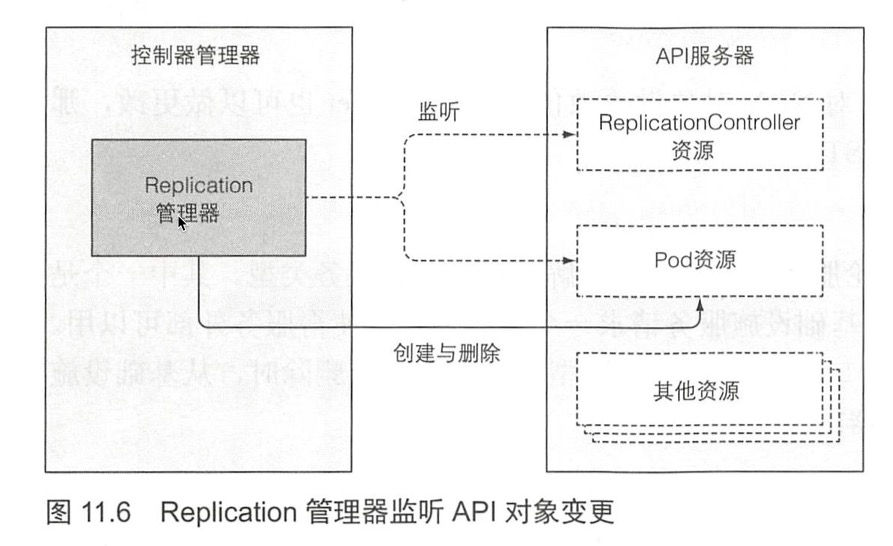 控制器管理器
API服务器
监听
ReplicationController
资源
Replication
管理器
Pod资源
创建与删除
其他资源
图 11.6 Replication 管理器监听 API 对象变更